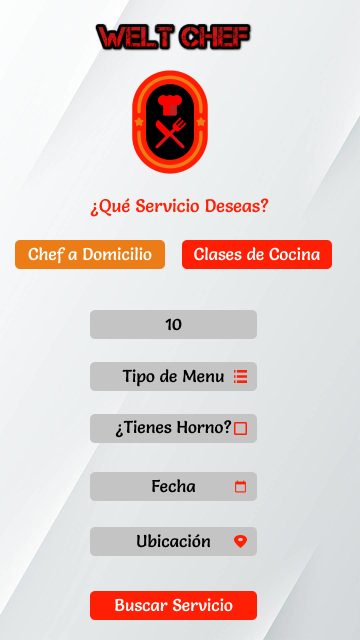 WELT CHEF
¿Qué Servicio Deseas?
Chef a Domicilio
Clases de Cocina
10
Tipo de Menu
¿Tienes Horno?
Fecha
Ubicación
Buscar Servicio